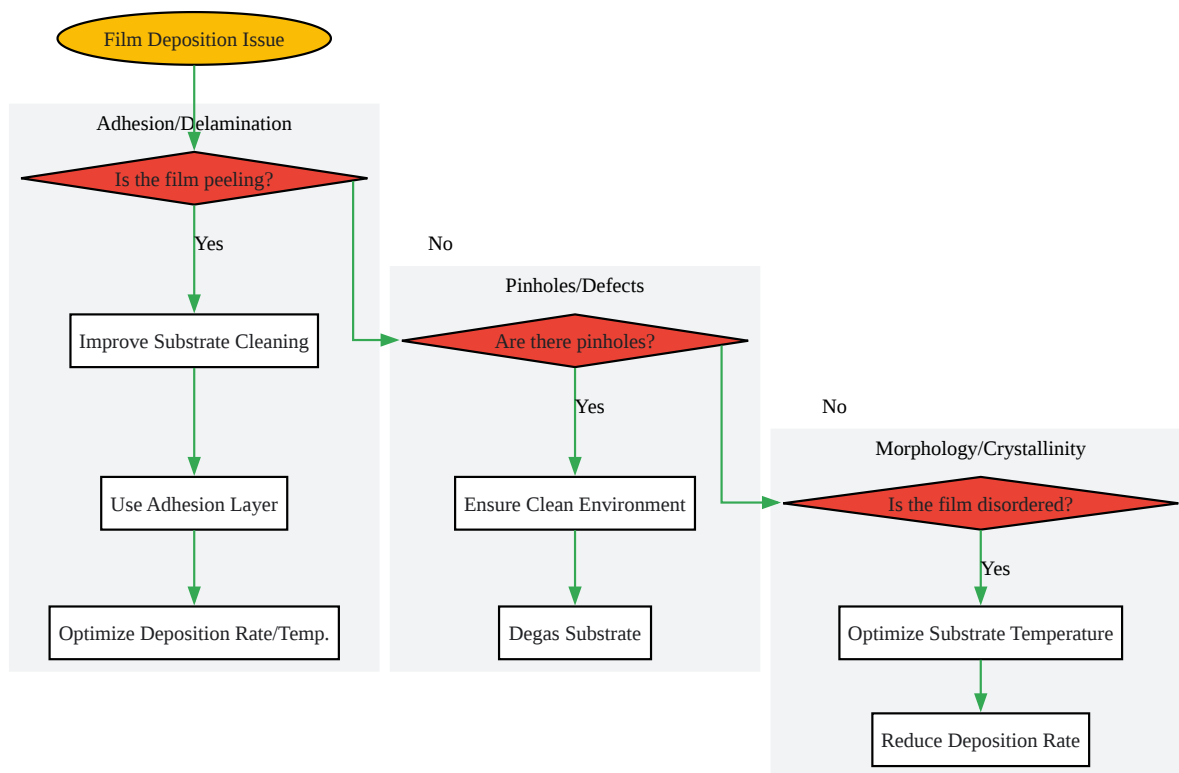 Film Deposition Issue
Adhesion/Delamination
Is the film peeling?
Yes
No
Improve Substrate Cleaning
Use Adhesion Layer
Optimize Deposition Rate/Temp.
Pinholes/Defects
Are there pinholes?
Yes
No
Ensure Clean Environment
Degas Substrate
Morphology/Crystallinity
Is the film disordered?
Yes
Optimize Substrate Temperature
Reduce Deposition Rate